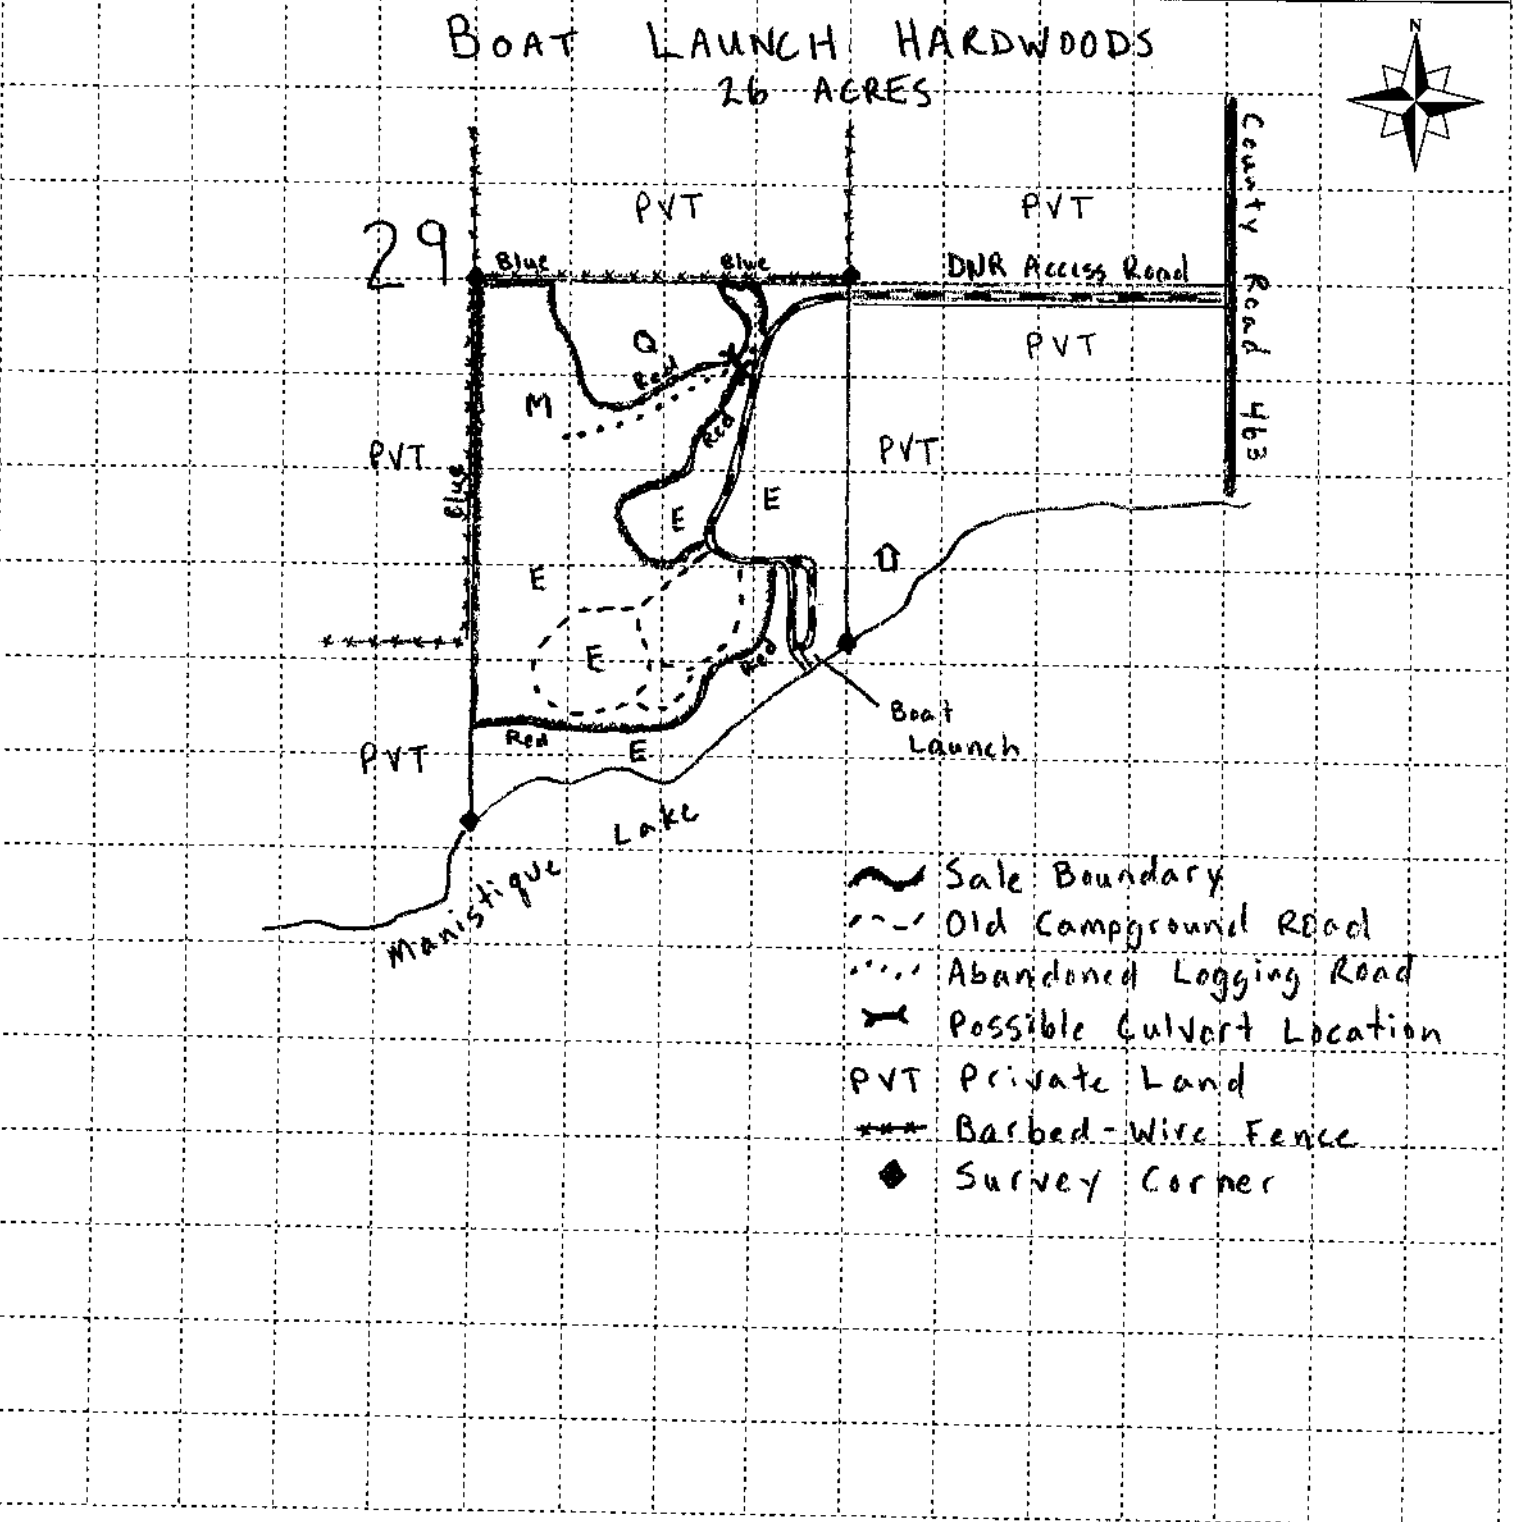 BOAT LAUNCH HARDWOODS
26 ACRES
N
County Road 463
PVT
PVT
29
Blue
Blue
DNR Access Road
Q
Red
PVT
M
Red
PVT
PVT
Blue
E
E
E
E
Red
Boat
Launch
Red
E
PVT
Manistique Lake
Sale Boundary
Old Campground Road
Abandoned Logging Road
Possible Culvert Location
PVT Private Land
Barbed-Wire Fence
Survey Corner